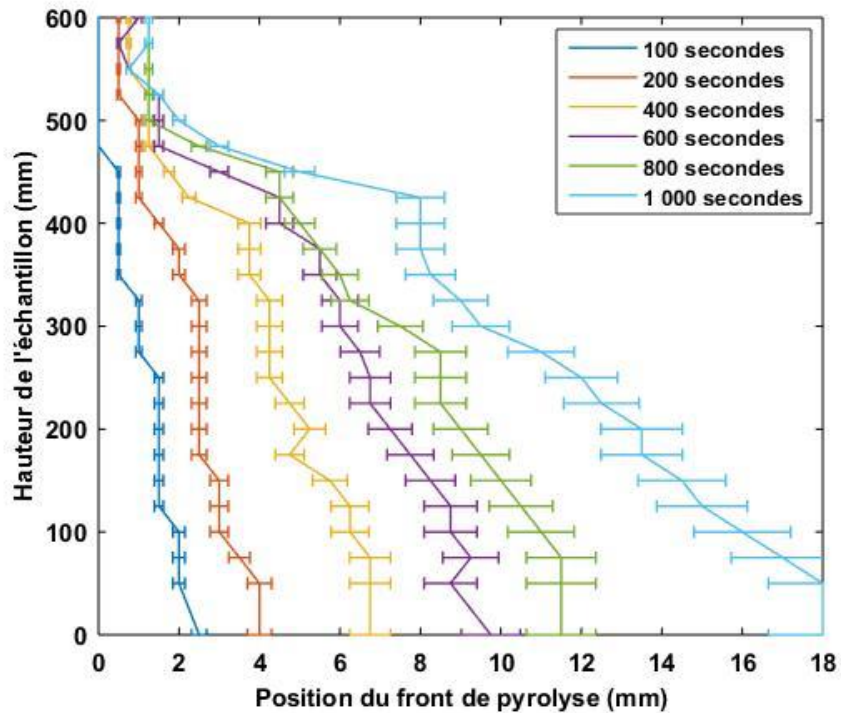 600
500
400
300
200
100
0
Hauteur de l'échantillon (mm)
100 secondes
200 secondes
400 secondes
600 secondes
800 secondes
1 000 secondes
0 2 4 6 8 10 12 14 16 18
Position du front de pyrolyse (mm)